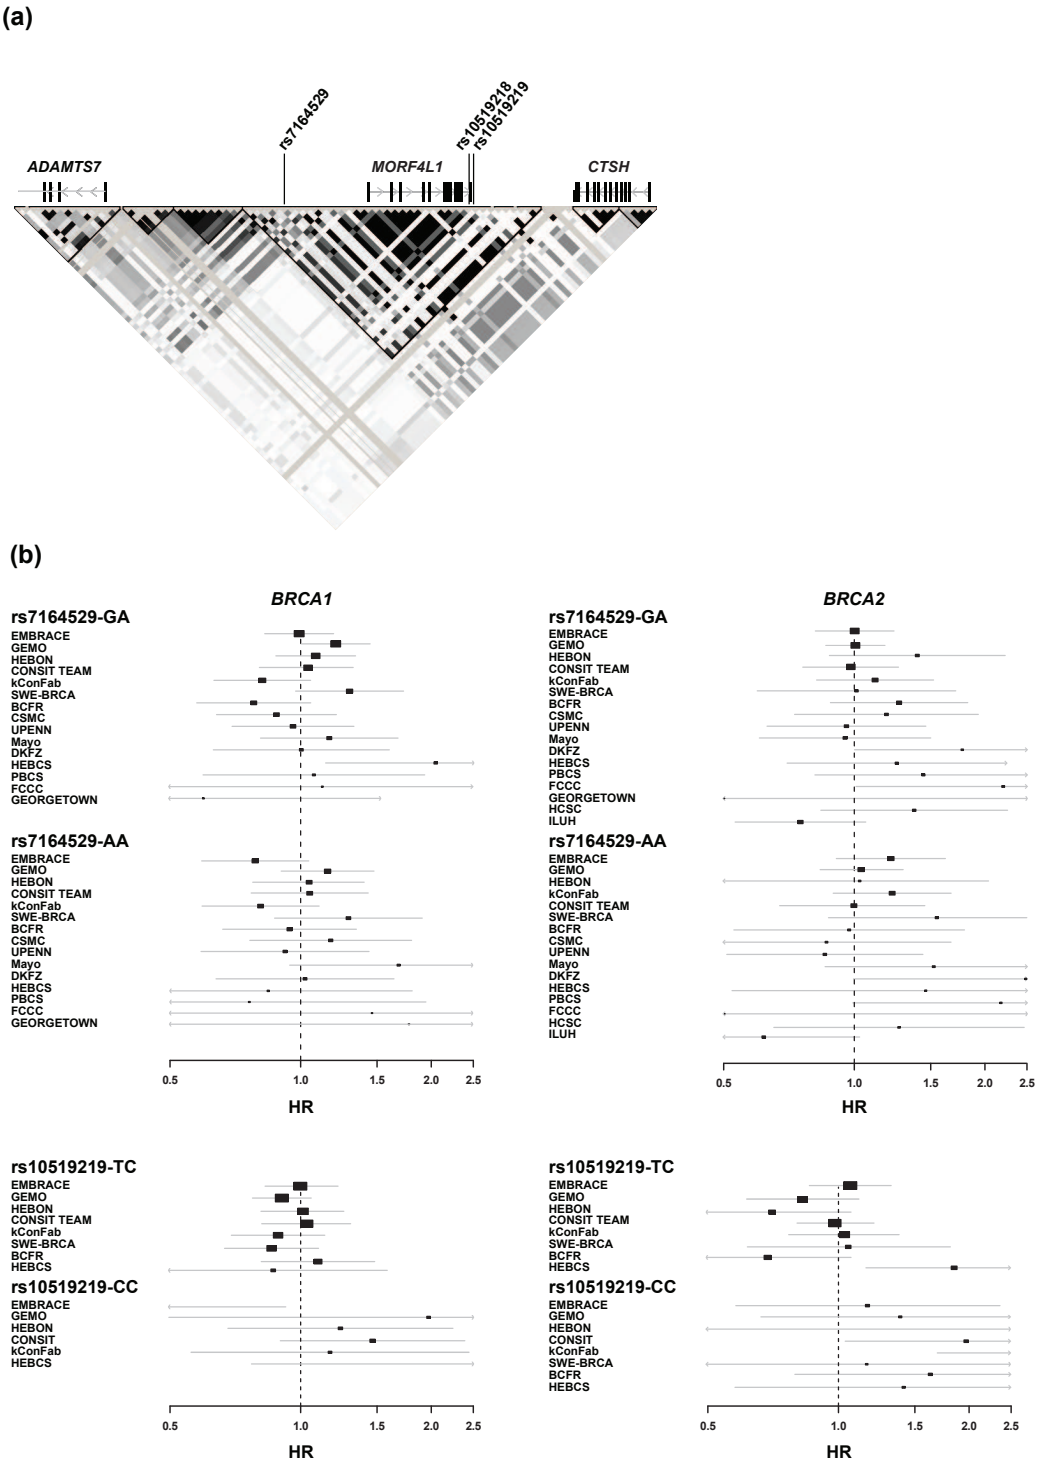 (a)
rs7164529
rs10519218
rs10519219
ADAMTS7
MORF4L1
CTSH
(b)
BRCA1
rs7164529-GA
EMBRACE
GEMO
HEBON
CONSIT TEAM
kConFab
SWE-BRCA
BCFR
CSMC
UPENN
Mayo
DKFZ
HEBCS
PBCS
FCCC
GEORGETOWN
rs7164529-AA
EMBRACE
GEMO
HEBON
CONSIT TEAM
kConFab
SWE-BRCA
BCFR
CSMC
UPENN
Mayo
DKFZ
HEBCS
PBCS
FCCC
GEORGETOWN
0.5 1.0 1.5 2.0 2.5
HR
BRCA2
rs7164529-GA
EMBRACE
GEMO
HEBON
CONSIT TEAM
kConFab
SWE-BRCA
BCFR
CSMC
UPENN
Mayo
DKFZ
HEBCS
PBCS
FCCC
GEORGETOWN
HCSC
ILUH
rs7164529-AA
EMBRACE
GEMO
HEBON
kConFab
CONSIT TEAM
SWE-BRCA
BCFR
CSMC
UPENN
Mayo
DKFZ
HEBCS
PBCS
FCCC
HCSC
ILUH
0.5 1.0 1.5 2.0 2.5
HR
rs10519219-TC
EMBRACE
GEMO
HEBON
CONSIT TEAM
kConFab
SWE-BRCA
BCFR
HEBCS
rs10519219-CC
EMBRACE
GEMO
HEBON
CONSIT
kConFab
HEBCS
0.5 1.0 1.5 2.0 2.5
HR
rs10519219-TC
EMBRACE
GEMO
HEBON
CONSIT TEAM
kConFab
SWE-BRCA
BCFR
HEBCS
rs10519219-CC
EMBRACE
GEMO
HEBON
CONSIT
kConFab
SWE-BRCA
BCFR
HEBCS
0.5 1.0 1.5 2.0 2.5
HR